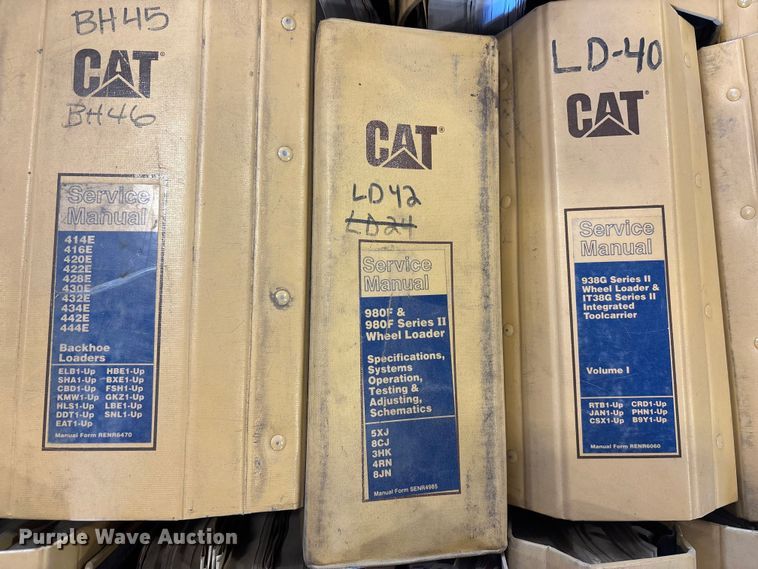 BH45
CAT
BH46
Service
Manual
414E
416E
420E
422E
428E
430E
432E
434E
442E
444E
Backhoe
Loaders
ELB1-Up HBE1-Up
SHA1-Up BXE1-Up
CBD1-Up FSH1-Up
KMW1-Up GKZ1-Up
HLS1-Up LBE1-Up
DDT1-Up SNL1-Up
EAT1-Up
Manual Form RENR6470
CAT
LD42
LD24
Service
Manual
980F &
980F Series II
Wheel Loader
Specifications,
Systems
Operation,
Testing &
Adjusting,
Schematics
5XJ
8CJ
3HK
4RN
8JN
Manual Form SENR4985
LD-40
CAT
Service
Manual
938G Series II
Wheel Loader &
IT38G Series II
Integrated
Toolcarrier
Volume I
RTB1-Up CRD1-Up
JAN1-Up PHN1-Up
CSX1-Up B9Y1-Up
Manual Form RENR6060
Purple Wave Auction